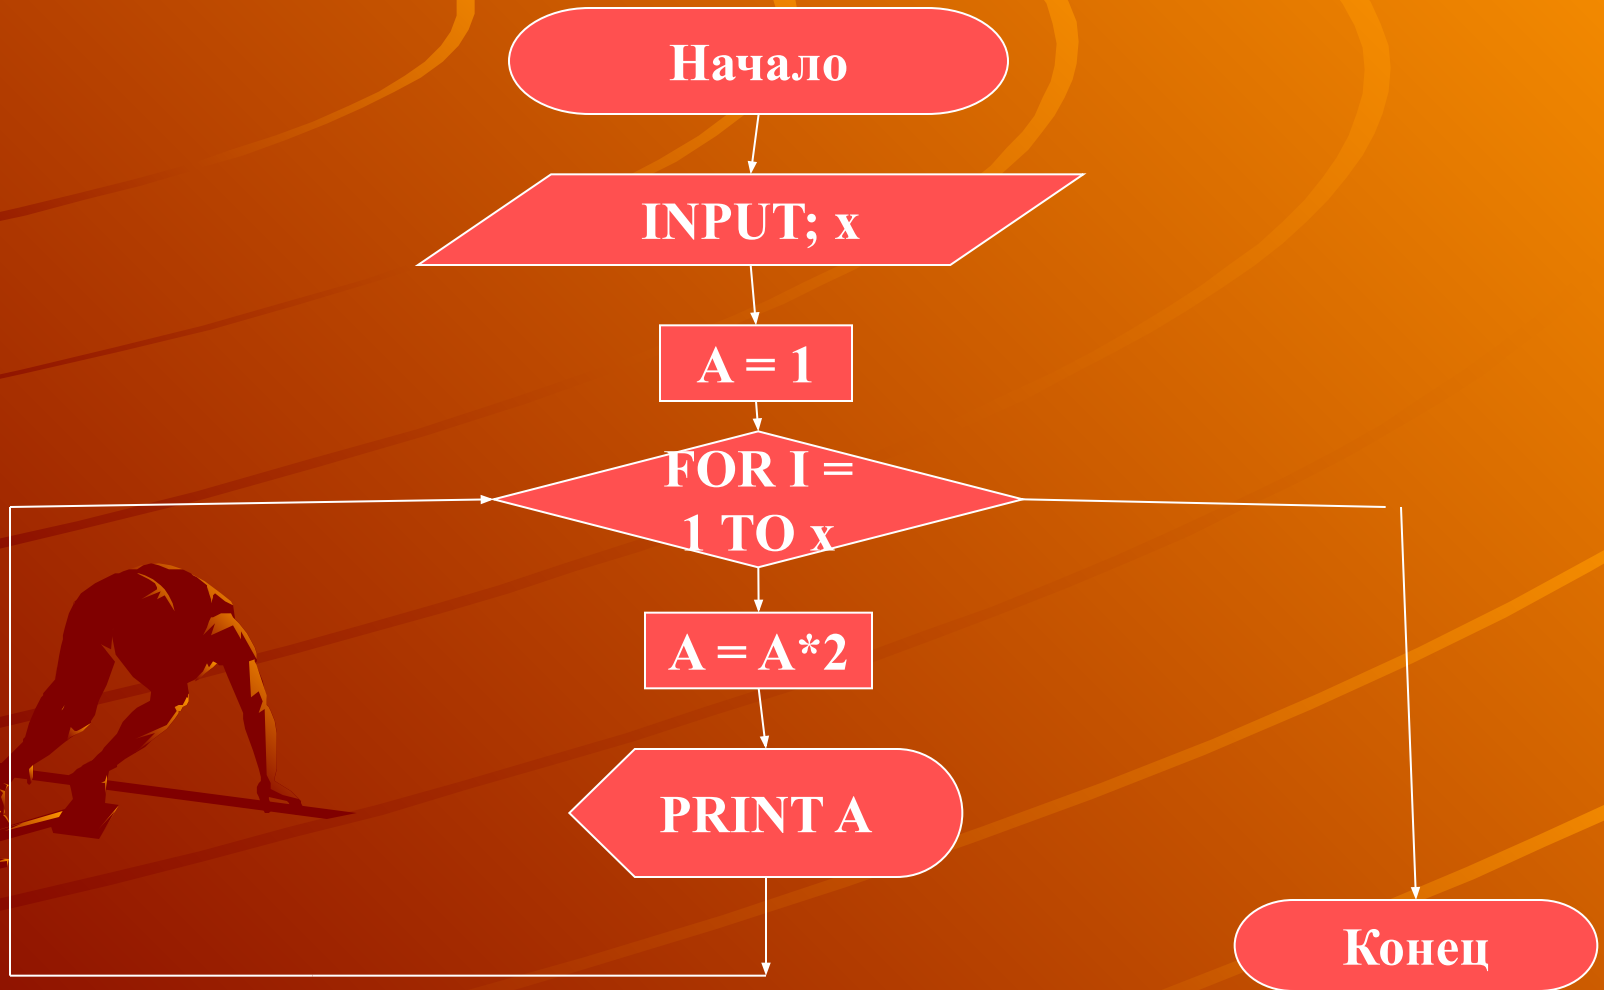 Начало
INPUT; x
A = 1
FOR I =
1 TO x
A = A*2
PRINT A
Конец